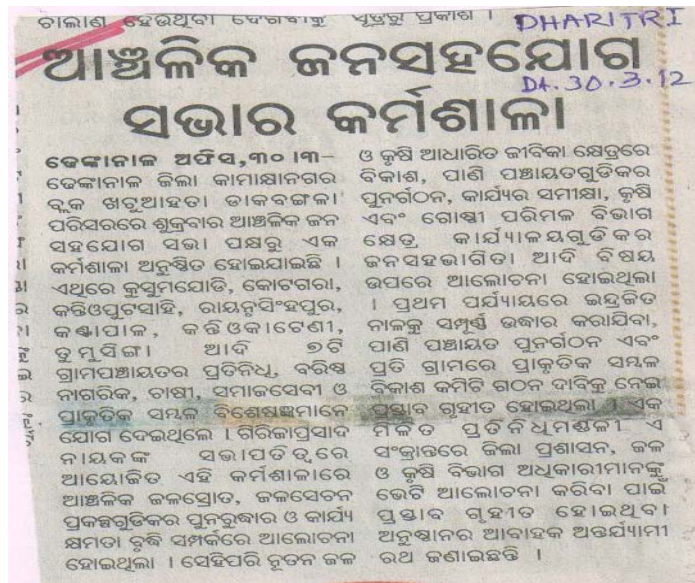 ଚାଲାଣ ହେଉଥିବା ଦେଖିବାକୁ ସୂତ୍ରରୁ ପ୍ରକାଶ ।
DHARITRI
Dt. 30.3.12
ଆଞ୍ଚଳିକ ଜନସହଯୋଗ
ସଭାର କର୍ମଶାଳା
ଢେଙ୍କାନାଳ ଅଫିସ,୩୦।୩–
ଢେଙ୍କାନାଳ ଜିଲା କାମାକ୍ଷାନଗର
ବ୍ଲକ ଖଟୁଆହତା ଡାକବଙ୍ଗଳା
ପରିସରରେ ଶୁକ୍ରବାର ଆଞ୍ଚଳିକ ଜନ
ସହଯୋଗ ସଭା ପକ୍ଷରୁ ଏକ
କର୍ମଶାଳା ଅନୁଷ୍ଠିତ ହୋଇଯାଇଛି ।
ଏଥିରେ କୁସୁମଯୋଡି, କୋଟଗରା,
କନ୍ତିଓପୁଟସାହି, ରାୟନୃସିଂହପୁର,
କଣ୍ଟାପାଳ, କନ୍ତିଓକାଟେଣୀ,
ତୁମୁସିଙ୍ଗା ଆଦି ୭ଟି
ଗ୍ରାମପଞ୍ଚାୟତର ପ୍ରତିନିଧି, ବରିଷ୍ଠ
ନାଗରିକ, ଚାଷୀ, ସମାଜସେବୀ ଓ
ପ୍ରାକୃତିକ ସମ୍ବଳ ବିଶେଷଜ୍ଞମାନେ
ଯୋଗ ଦେଇଥିଲେ । ଗିରିଜାପ୍ରସାଦ
ନାୟକଙ୍କ ସଭାପତିତ୍ୱରେ
ଆୟୋଜିତ ଏହି କର୍ମଶାଳାରେ
ଆଞ୍ଚଳିକ ଜଳସ୍ରୋତ, ଜଳସେଚନ
ପ୍ରକଳ୍ପଗୁଡିକର ପୁନରୁଦ୍ଧାର ଓ କାର୍ଯ୍ୟ
କ୍ଷମତା ବୃଦ୍ଧି ସମ୍ପର୍କରେ ଆଲୋଚନା
ହୋଇଥିଲା । ସେହିପରି ନୂତନ ଜଳ
ଓ କୃଷି ଆଧାରିତ ଜୀବିକା କ୍ଷେତ୍ରରେ
ବିକାଶ, ପାଣି ପଞ୍ଚାୟତଗୁଡିକର
ପୁନର୍ଗଠନ, କାର୍ଯ୍ୟର ସମୀକ୍ଷା, କୃଷି
ଏବଂ ଗୋଷ୍ଠୀ ପରିମଳ ବିଭାଗ
କ୍ଷେତ୍ର କାର୍ଯ୍ୟାଳୟଗୁଡିକର
ଜନସହଭାଗିତା ଆଦି ବିଷୟ
ଉପରେ ଆଲୋଚନା ହୋଇଥିଲା
। ପ୍ରଥମ ପର୍ଯ୍ୟାୟରେ ଇନ୍ଦ୍ରଜିତ
ନାଳକୁ ସମ୍ପୂର୍ଣ୍ଣ ଉଦ୍ଧାର କରାଯିବା,
ପାଣି ପଞ୍ଚାୟତ ପୁନର୍ଗଠନ ଏବଂ
ପ୍ରତି ଗ୍ରାମରେ ପ୍ରାକୃତିକ ସମ୍ବଳ
ବିକାଶ କମିଟି ଗଠନ ଦାବିକୁ ନେଇ
ପ୍ରସ୍ତାବ ଗୃହୀତ ହୋଇଥିଲା । ଏକ
ମିଳିତ ପ୍ରତିନିଧିମଣ୍ଡଳୀ ଏ
ସଂକ୍ରାନ୍ତରେ ଜିଲା ପ୍ରଶାସନ, ଜଳ
ଓ କୃଷି ବିଭାଗ ଅଧିକାରୀମାନଙ୍କୁ
ଭେଟି ଆଲୋଚନା କରିବା ପାଇଁ
ପ୍ରସ୍ତାବ ଗୃହୀତ ହୋଇଥିବା
ଅନୁଷ୍ଠାନର ଆବାହକ ଅନ୍ତର୍ଯ୍ୟାମୀ
ରଥ ଜଣାଇଛନ୍ତି ।